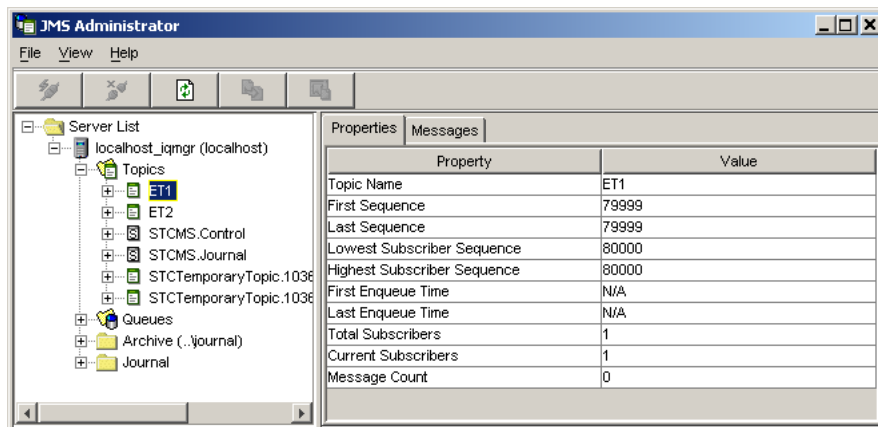 JMS Administrator
File View Help
Server List
localhost_iqmgr (localhost)
Topics
ET1
ET2
STCMS.Control
STCMS.Journal
STCTemporaryTopic.1036
STCTemporaryTopic.1036
Queues
Archive (..\journal)
Journal
Properties Messages
Property Value
Topic Name ET1
First Sequence 79999
Last Sequence 79999
Lowest Subscriber Sequence 80000
Highest Subscriber Sequence 80000
First Enqueue Time N/A
Last Enqueue Time N/A
Total Subscribers 1
Current Subscribers 1
Message Count 0